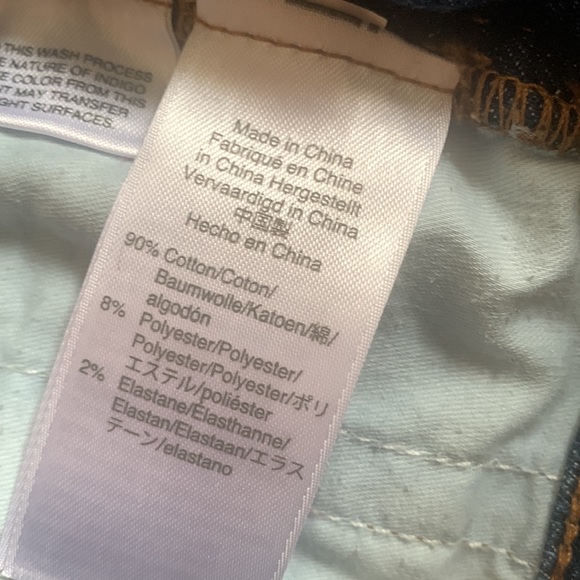 THIS WASH PROCESS
E NATURE OF INDIGO
E COLOR FROM THIS
T MAY TRANSFER
GHT SURFACES.
Made in China
Fabriqué en Chine
in China Hergestellt
Vervaardigd in China
中国製
Hecho en China
90% Cotton/Coton/
Baumwolle/Katoen/綿/
algodón
8% Polyester/Polyester/
Polyester/Polyester/ポリ
エステル/poliéster
2% Elastane/Élasthanne/
Elastan/Elastaan/エラス
テーン/elastano